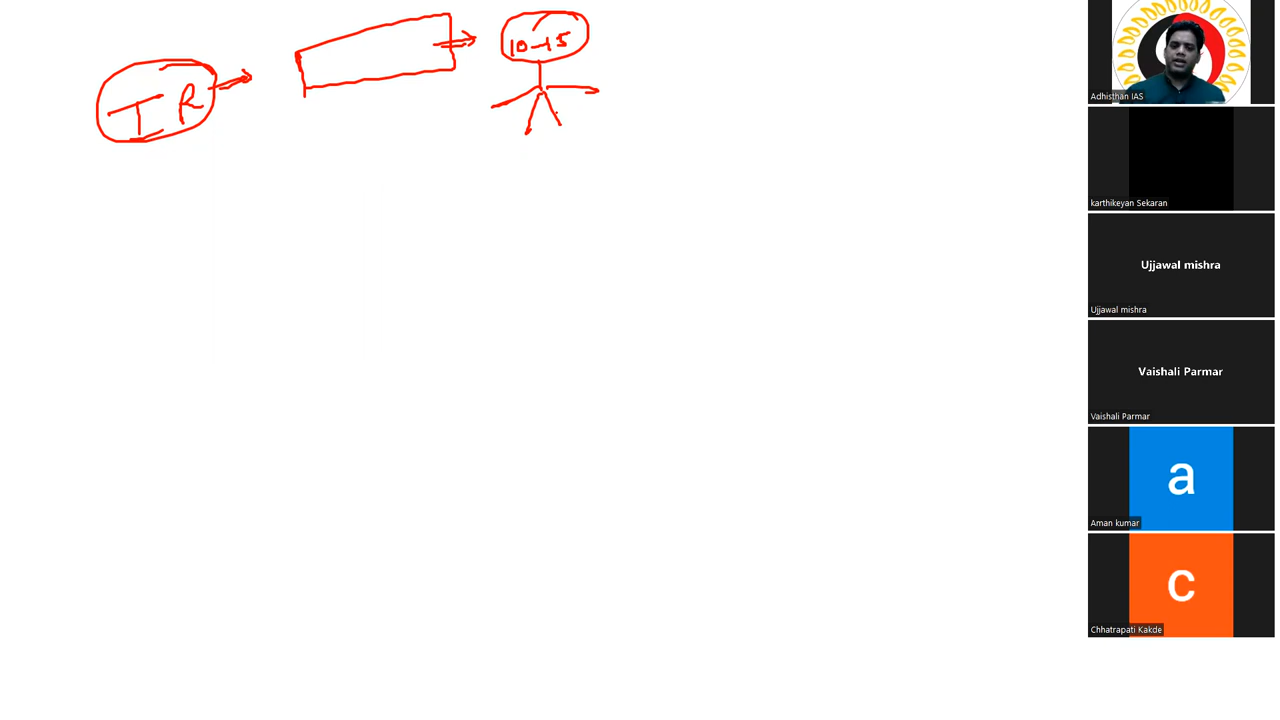 IR
10-15
Adhisthan IAS
karthikeyan Sekaran
Ujjawal mishra
Ujjawal mishra
Vaishali Parmar
Vaishali Parmar
a
Aman kumar
c
Chhatrapati Kakde